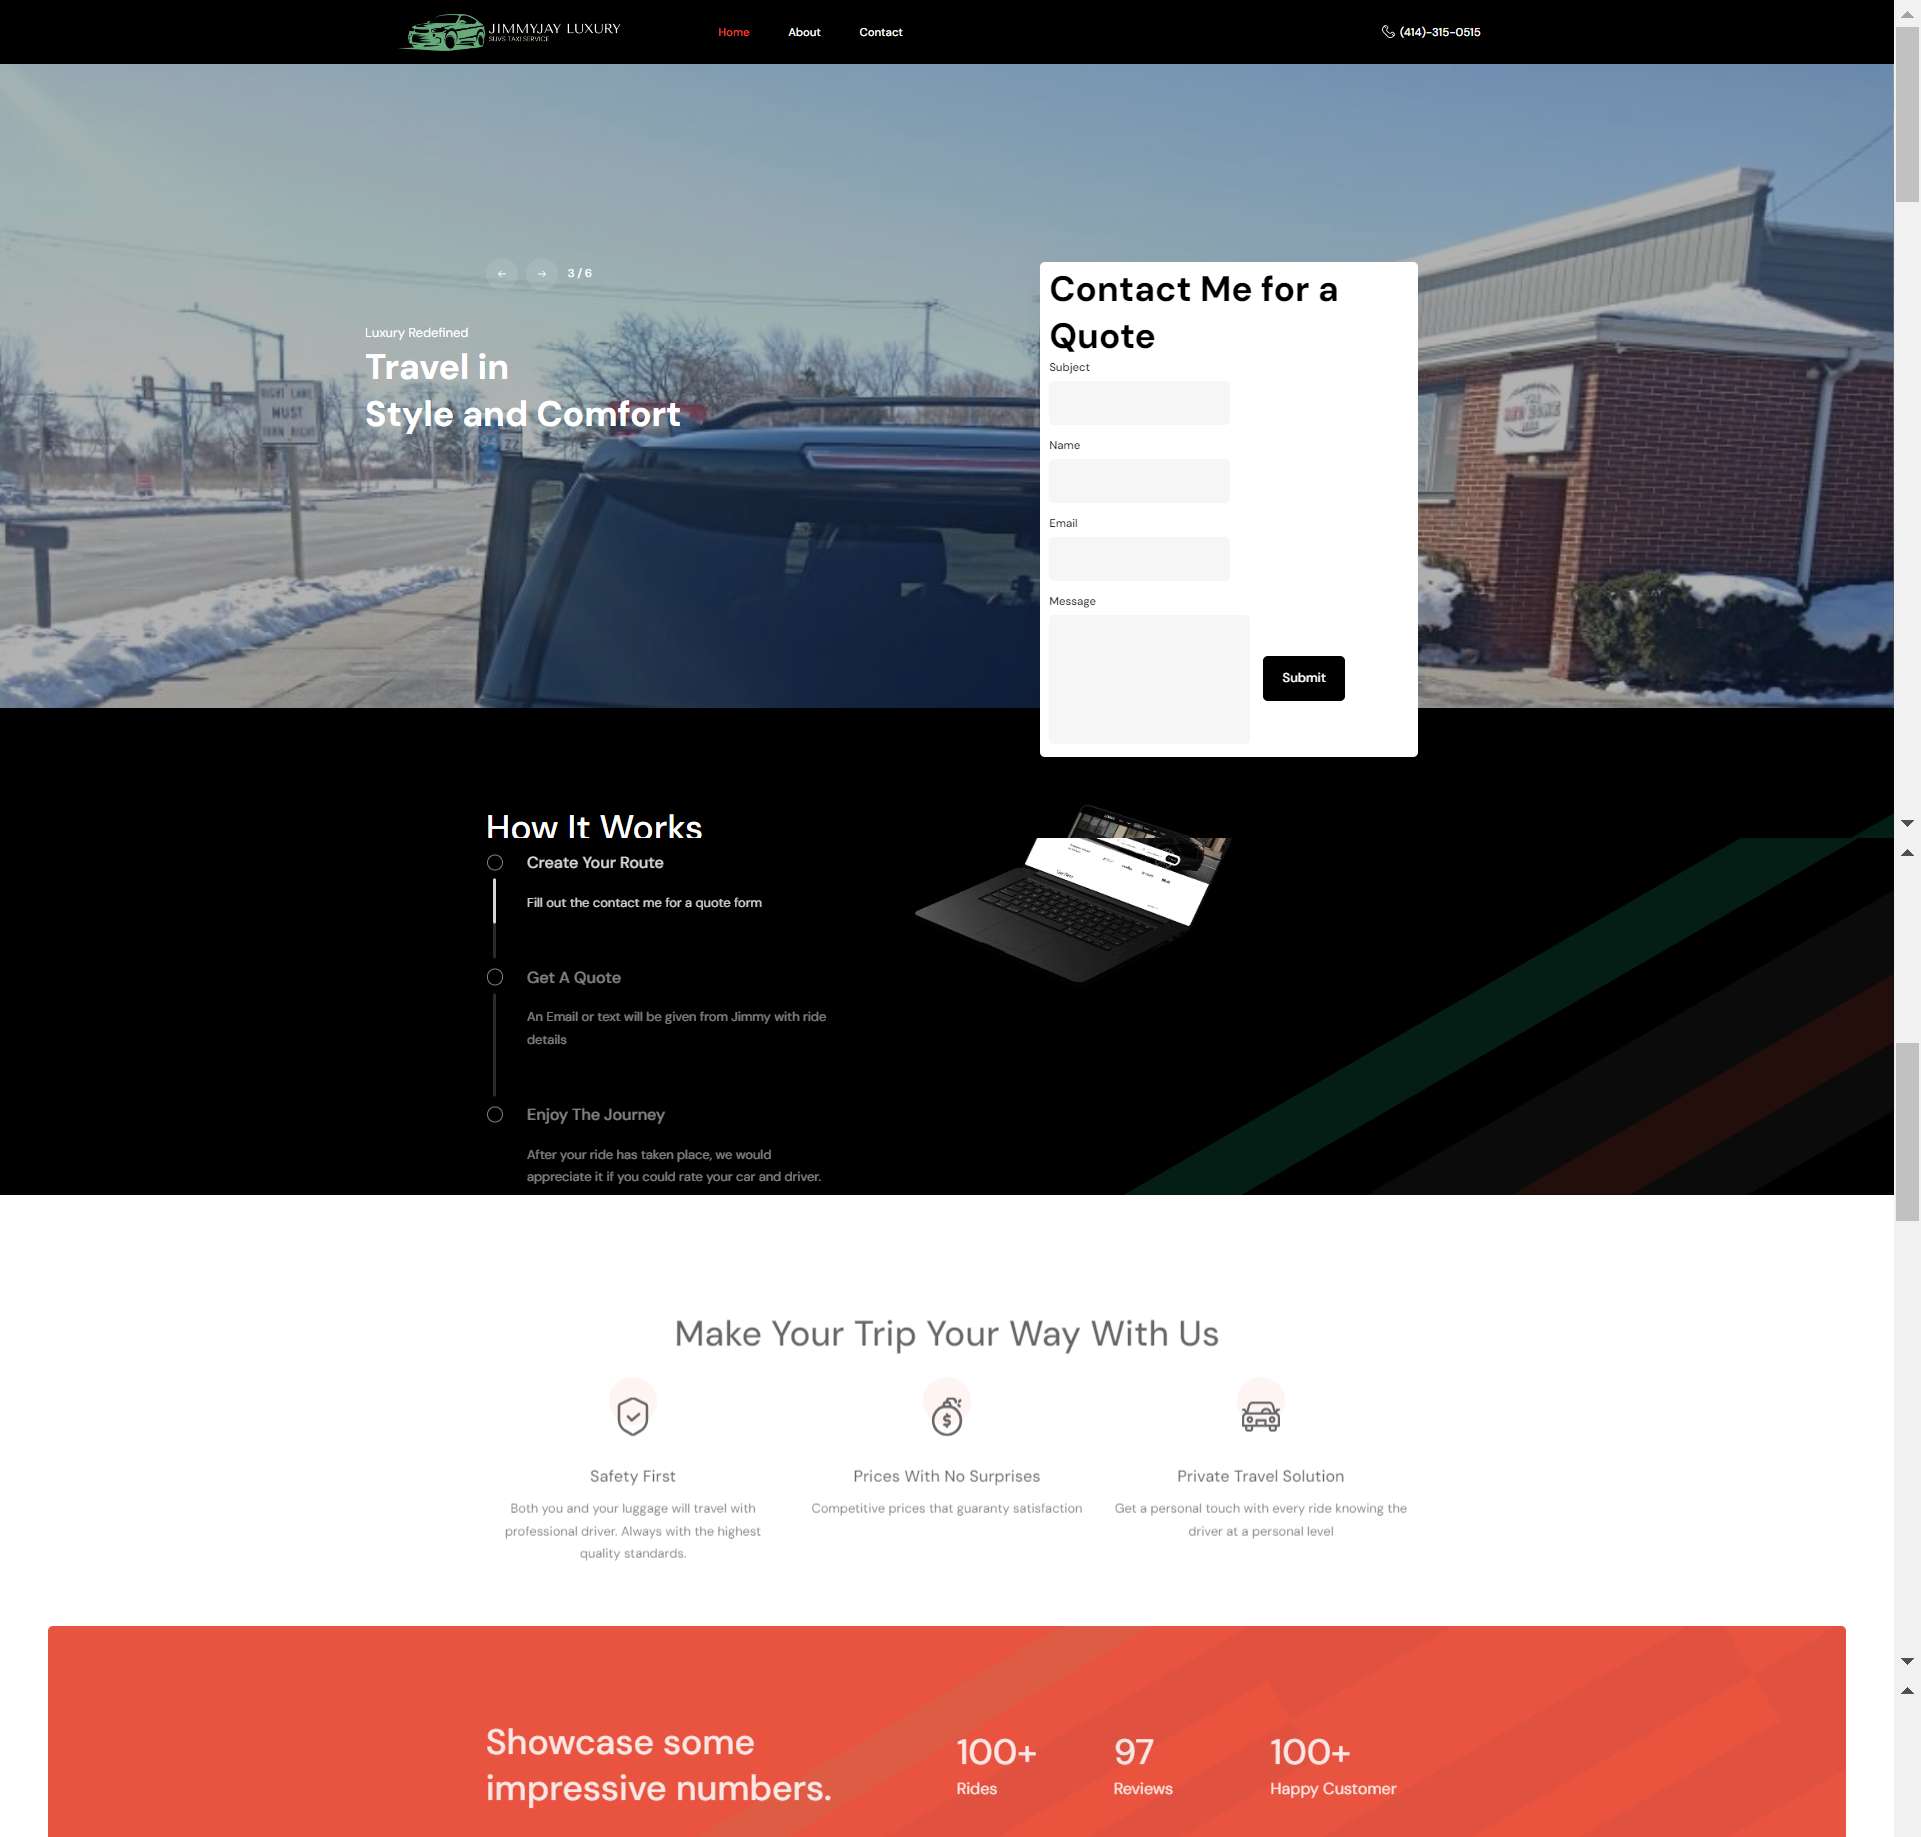 JIMMYJAY LUXURY
SUVS TAXI SERVICE
Home
About
Contact
(414)-315-0515
3 / 6
Luxury Redefined
Travel in
Style and Comfort
RIGHT LANE
MUST
TURN RIGHT
94
Contact Me for a
Quote
Subject
Name
Email
Message
Submit
THE
How It Works
Create Your Route
Fill out the contact me for a quote form
Get A Quote
An Email or text will be given from Jimmy with ride
details
Enjoy The Journey
After your ride has taken place, we would
appreciate it if you could rate your car and driver.
Make Your Trip Your Way With Us
Safety First
Both you and your luggage will travel with
professional driver. Always with the highest
quality standards.
Prices With No Surprises
Competitive prices that guaranty satisfaction
Private Travel Solution
Get a personal touch with every ride knowing the
driver at a personal level
Showcase some
impressive numbers.
100+
Rides
97
Reviews
100+
Happy Customer